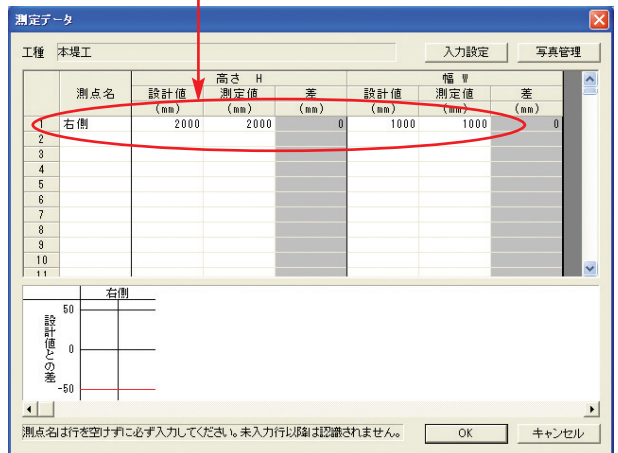 測定データ
工種 本堤工 入力設定 写真管理
高さ H 幅 W
測点名 設計値 測定値 差 設計値 測定値 差
(mm) (mm) (mm) (mm) (mm) (mm)
1 右側 2000 2000 0 1000 1000 0
2
3
4
5
6
7
8
9
10
11
右側
設計値との差
50
0
-50
測点名は行を空けずに必ず入力してください。未入力行以降は認識されません。 OK キャンセル